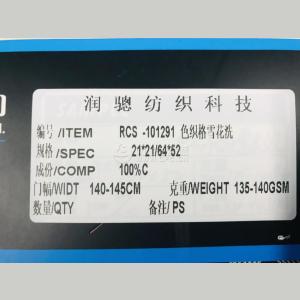 润骢纺织科技
编号/ITEM RCS -101291 色织格雪花洗
规格/SPEC 21*21/64*52
成份/COMP 100%C
门幅/WIDT 140-145CM 克重/WEIGHT 135-140GSM
数量/QTY 备注/ PS